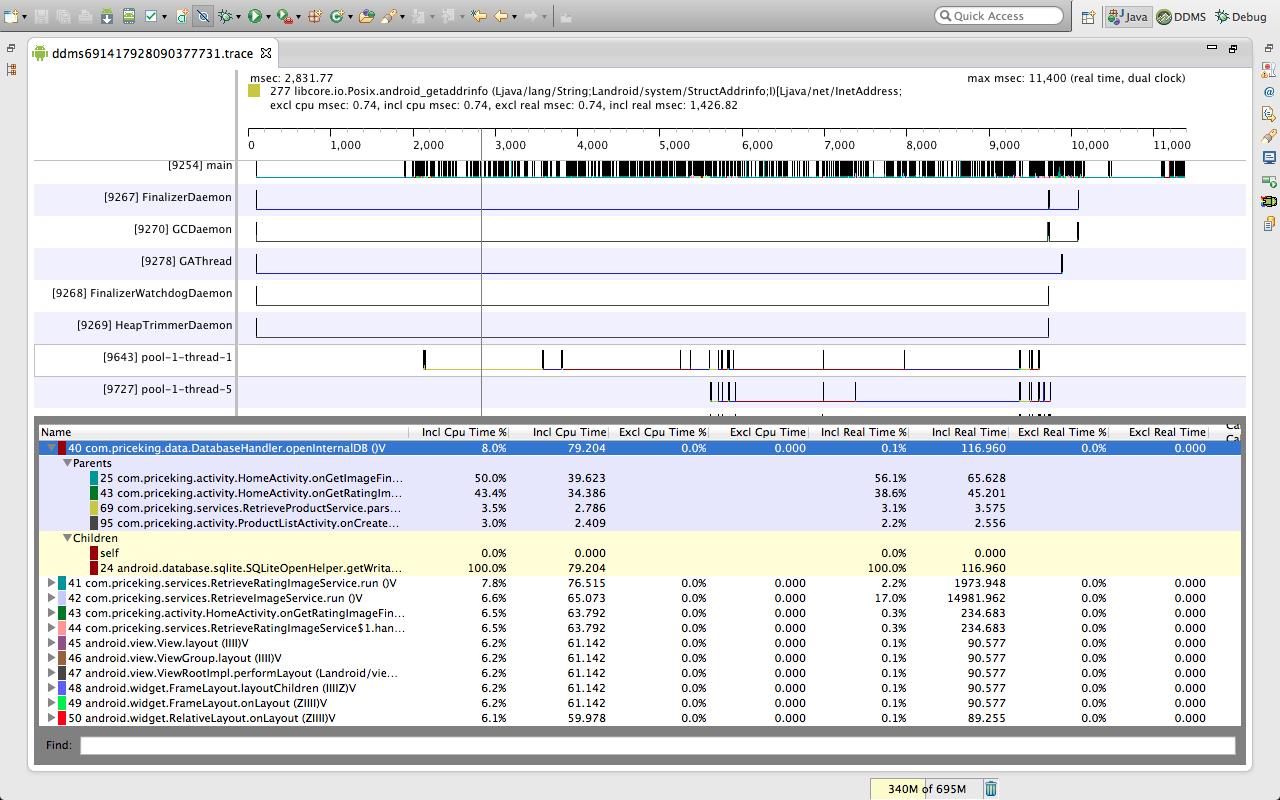 Quick Access
Java
DDMS
Debug
ddms691417928090377731.trace
msec: 2,831.77
max msec: 11,400 (real time, dual clock)
277 libcore.io.Posix.android_getaddrinfo (Ljava/lang/String;Landroid/system/StructAddrinfo;I)[Ljava/net/InetAddress;
excl cpu msec: 0.74, incl cpu msec: 0.74, excl real msec: 0.74, incl real msec: 1,426.82
0 1,000 2,000 3,000 4,000 5,000 6,000 7,000 8,000 9,000 10,000 11,000
[9254] main
[9267] FinalizerDaemon
[9270] GCDaemon
[9278] GAThread
[9268] FinalizerWatchdogDaemon
[9269] HeapTrimmerDaemon
[9643] pool-1-thread-1
[9727] pool-1-thread-5
Name Incl Cpu Time % Incl Cpu Time Excl Cpu Time % Excl Cpu Time Incl Real Time % Incl Real Time Excl Real Time % Excl Real Time
40 com.priceking.data.DatabaseHandler.openInternalDB ()V 8.0% 79.204 0.0% 0.000 0.1% 116.960 0.0% 0.000
Parents
25 com.priceking.activity.HomeActivity.onGetImageFin... 50.0% 39.623 56.1% 65.628
43 com.priceking.activity.HomeActivity.onGetRatingIm... 43.4% 34.386 38.6% 45.201
69 com.priceking.services.RetrieveProductService.pars... 3.5% 2.786 3.1% 3.575
95 com.priceking.activity.ProductListActivity.onCreate... 3.0% 2.409 2.2% 2.556
Children
self 0.0% 0.000 0.0% 0.000
24 android.database.sqlite.SQLiteOpenHelper.getWrita... 100.0% 79.204 100.0% 116.960
41 com.priceking.services.RetrieveRatingImageService.run ()V 7.8% 76.515 0.0% 0.000 2.2% 1973.948 0.0% 0.000
42 com.priceking.services.RetrieveImageService.run ()V 6.6% 65.073 0.0% 0.000 17.0% 14981.962 0.0% 0.000
43 com.priceking.activity.HomeActivity.onGetRatingImageFin... 6.5% 63.792 0.0% 0.000 0.3% 234.683 0.0% 0.000
44 com.priceking.services.RetrieveRatingImageService$1.han... 6.5% 63.792 0.0% 0.000 0.3% 234.683 0.0% 0.000
45 android.view.View.layout (IIII)V 6.2% 61.142 0.0% 0.000 0.1% 90.577 0.0% 0.000
46 android.view.ViewGroup.layout (IIII)V 6.2% 61.142 0.0% 0.000 0.1% 90.577 0.0% 0.000
47 android.view.ViewRootImpl.performLayout (Landroid/vie... 6.2% 61.142 0.0% 0.000 0.1% 90.577 0.0% 0.000
48 android.widget.FrameLayout.layoutChildren (IIIIZ)V 6.2% 61.142 0.0% 0.000 0.1% 90.577 0.0% 0.000
49 android.widget.FrameLayout.onLayout (ZIIII)V 6.2% 61.142 0.0% 0.000 0.1% 90.577 0.0% 0.000
50 android.widget.RelativeLayout.onLayout (ZIIII)V 6.1% 59.978 0.0% 0.000 0.1% 89.255 0.0% 0.000
Find:
340M of 695M